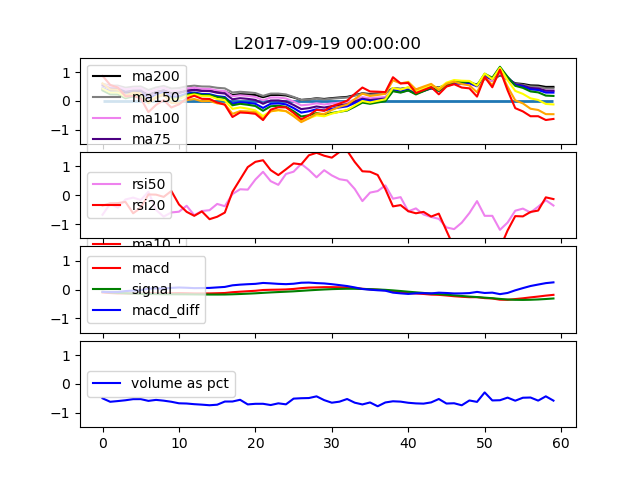 L2017-09-19 00:00:00
1
0
−1
ma200
ma150
ma100
ma75
1
0
−1
rsi50
rsi20
ma10
1
0
−1
macd
signal
macd_diff
1
0
−1
volume as pct
0 10 20 30 40 50 60